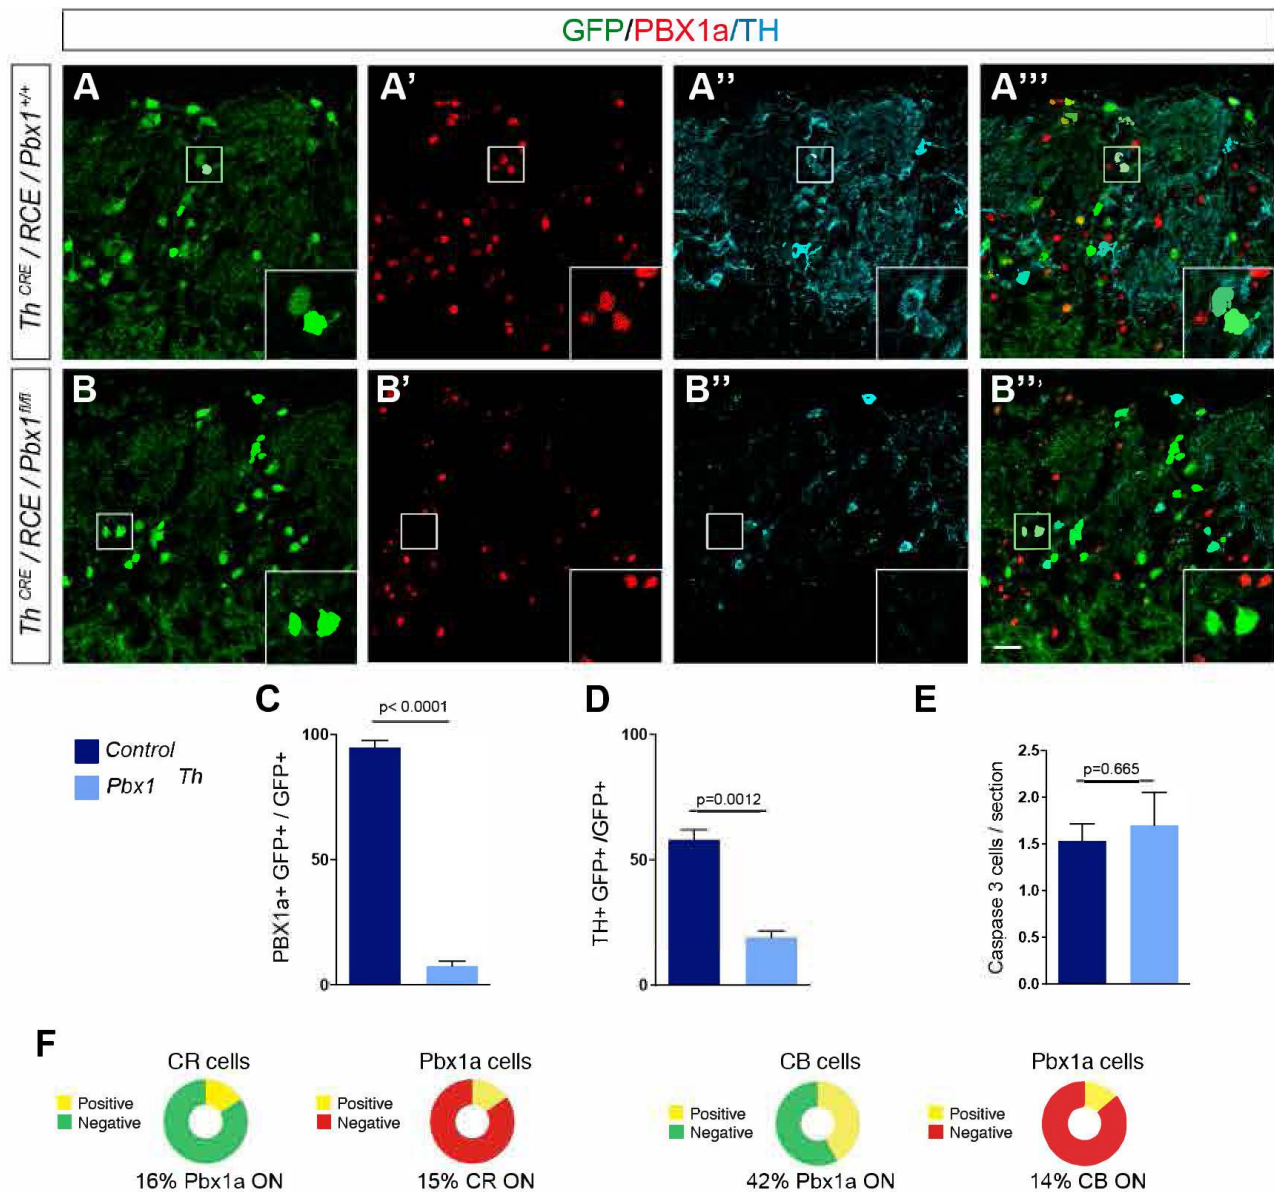 GFP/PBX1a/TH
Th CRE / RCE / Pbx1 +/+
A
A’
A’’
A’’’
Th CRE / RCE / Pbx1 fl/fl
B
B’
B’’
B’’’
C
D
E
Control
Pbx1 Th
p< 0.0001
100
50
0
PBX1a+ GFP+ / GFP+
p=0.0012
100
50
0
TH+ GFP+ /GFP+
p=0.665
2.5
2.0
1.5
1.0
0.5
0.0
Caspase 3 cells / section
F
CR cells
Positive
Negative
16% Pbx1a ON
Pbx1a cells
Positive
Negative
15% CR ON
CB cells
Positive
Negative
42% Pbx1a ON
Pbx1a cells
Positive
Negative
14% CB ON